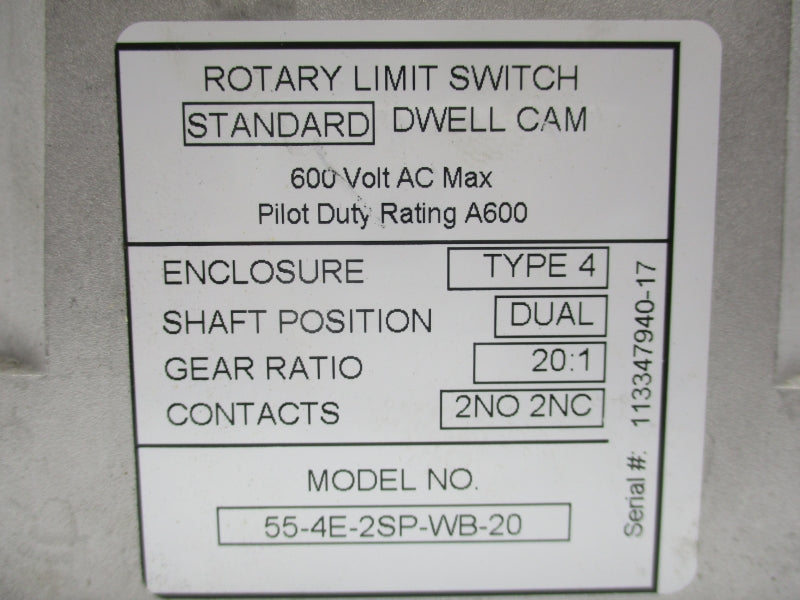 ROTARY LIMIT SWITCH
STANDARD DWELL CAM
600 Volt AC Max
Pilot Duty Rating A600
ENCLOSURE TYPE 4
SHAFT POSITION DUAL
GEAR RATIO 20:1
CONTACTS 2NO 2NC
Serial #: 113347940-17
MODEL NO.
55-4E-2SP-WB-20